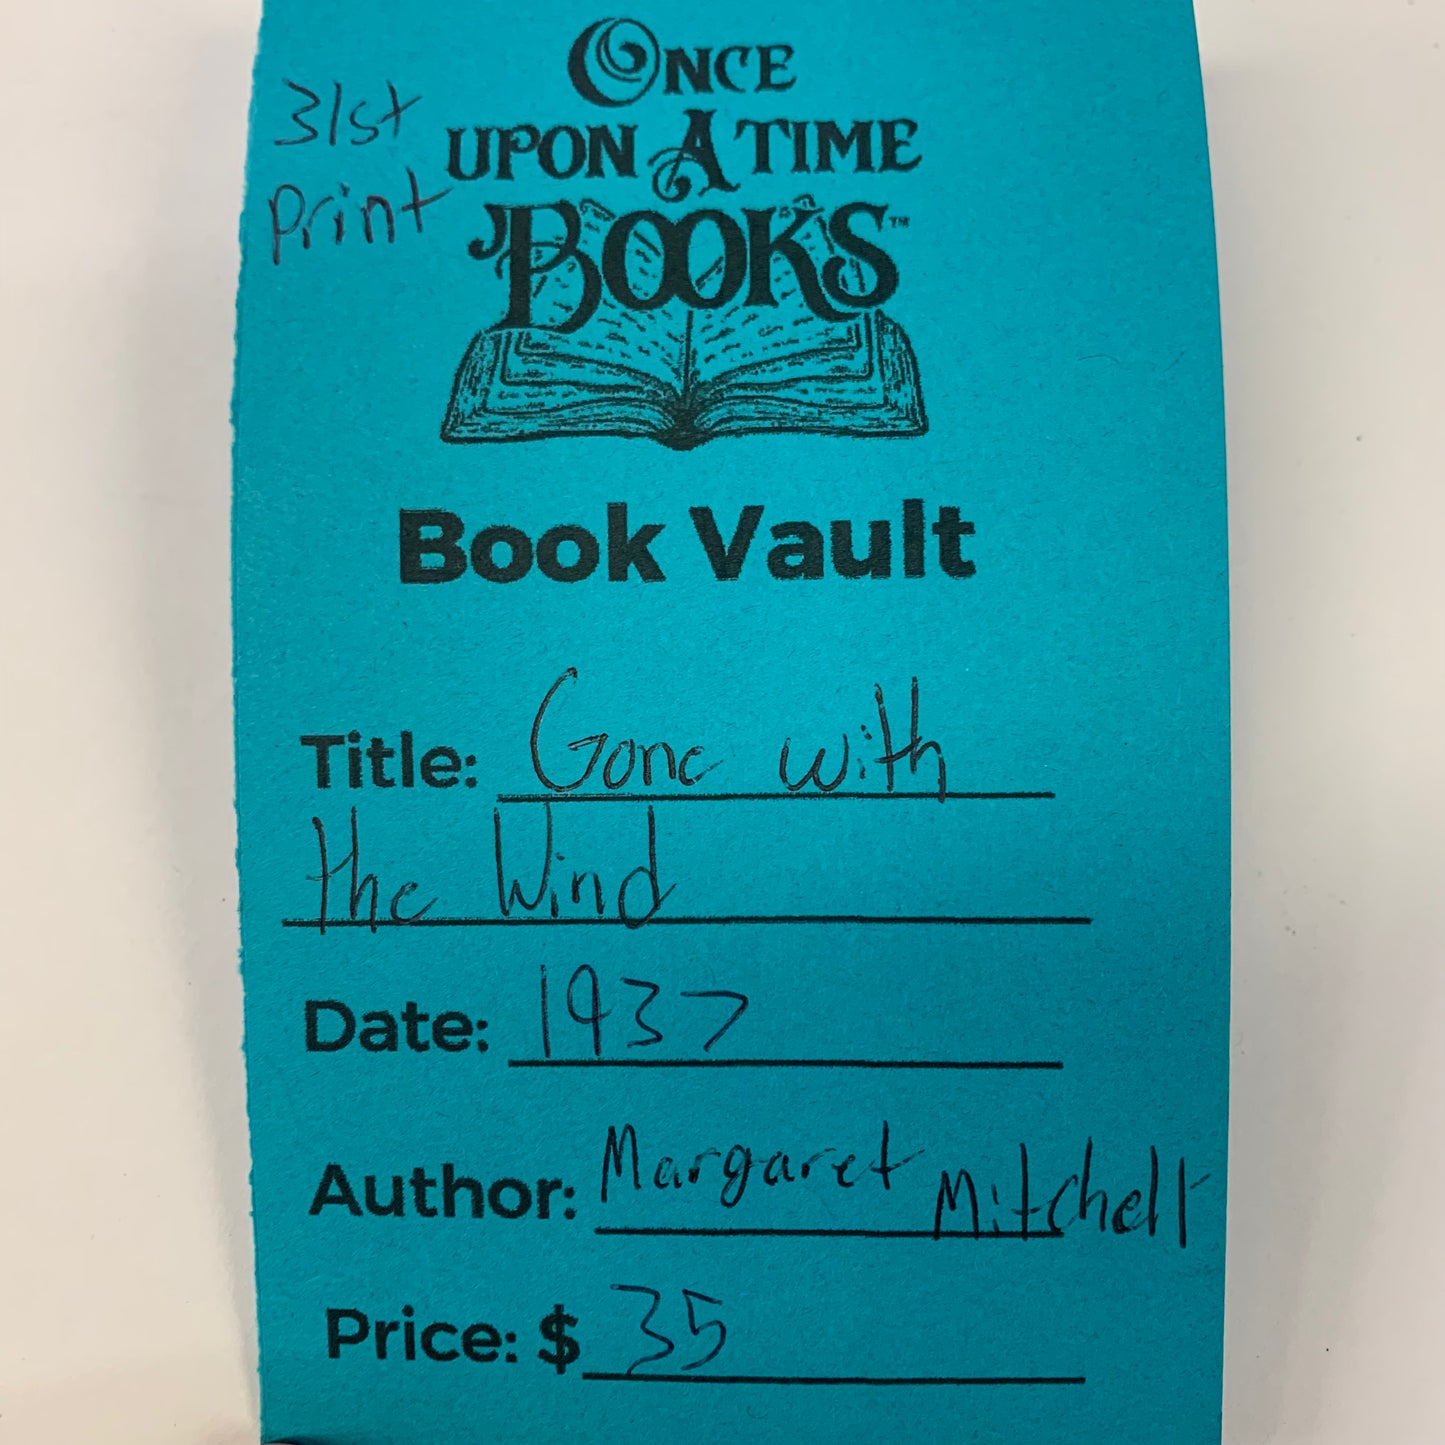 31st
print
ONCE
UPON A TIME
BOOKS™
Book Vault
Title: Gone with
the Wind
Date: 1937
Author: Margaret Mitchell
Price: $35